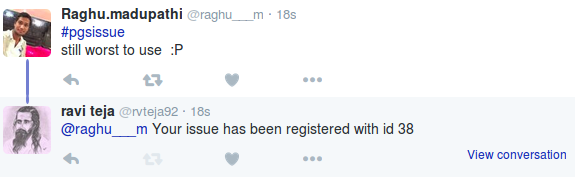 Raghu.madupathi @raghu___m · 18s
#pgsissue
still worst to use :P
ravi teja @rvteja92 · 18s
@raghu___m Your issue has been registered with id 38
View conversation